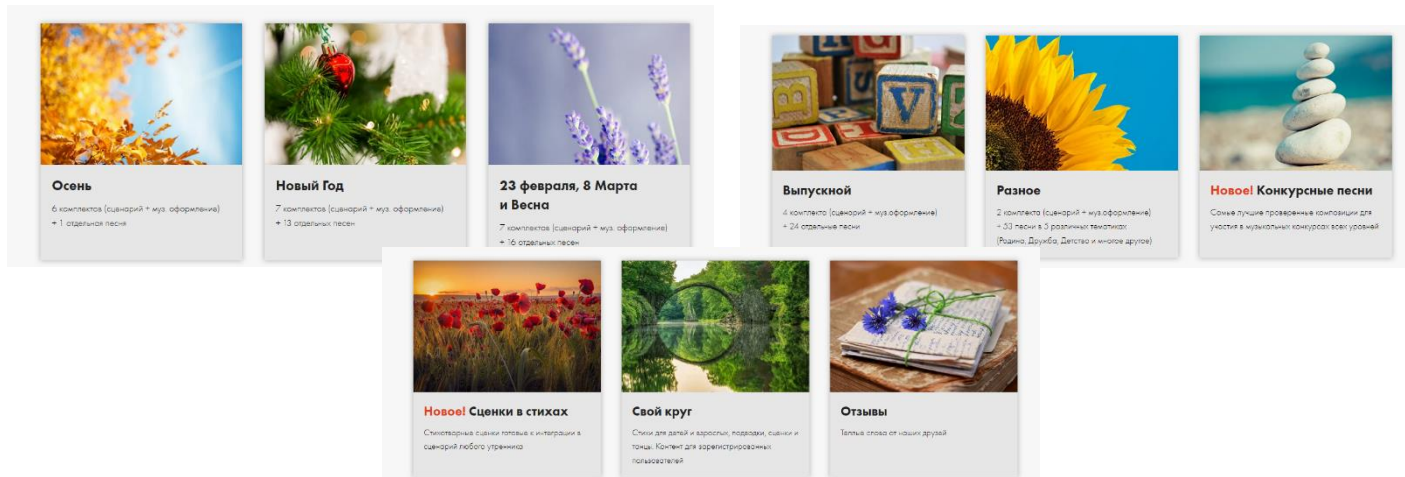 Осень
6 комплектов (сценарий + муз. оформление)
+ 1 отдельная песня
Новый Год
7 комплектов (сценарий + муз. оформление)
+ 13 отдельных песен
23 февраля, 8 Марта
и Весна
7 комплектов (сценарий + муз. оформление)
+ 16 отдельных песен
Выпускной
4 комплекта (сценарий + муз.оформление)
+ 24 отдельные песни
Разное
2 комплекта (сценарий + муз.оформление)
+ 53 песни в 5 различных тематиках
(Родина, Дружба, Детство и многое другое)
Новое! Конкурсные песни
Самые лучшие проверенные композиции для
участия в музыкальных конкурсах всех уровней
Новое! Сценки в стихах
Стихотворные сценки готовые к интеграции в
сценарий любого утренника
Свой круг
Стихи для детей и взрослых, подводки, сценки и
танцы. Контент для зарегистрированных
пользователей
Отзывы
Теплые слова от наших друзей